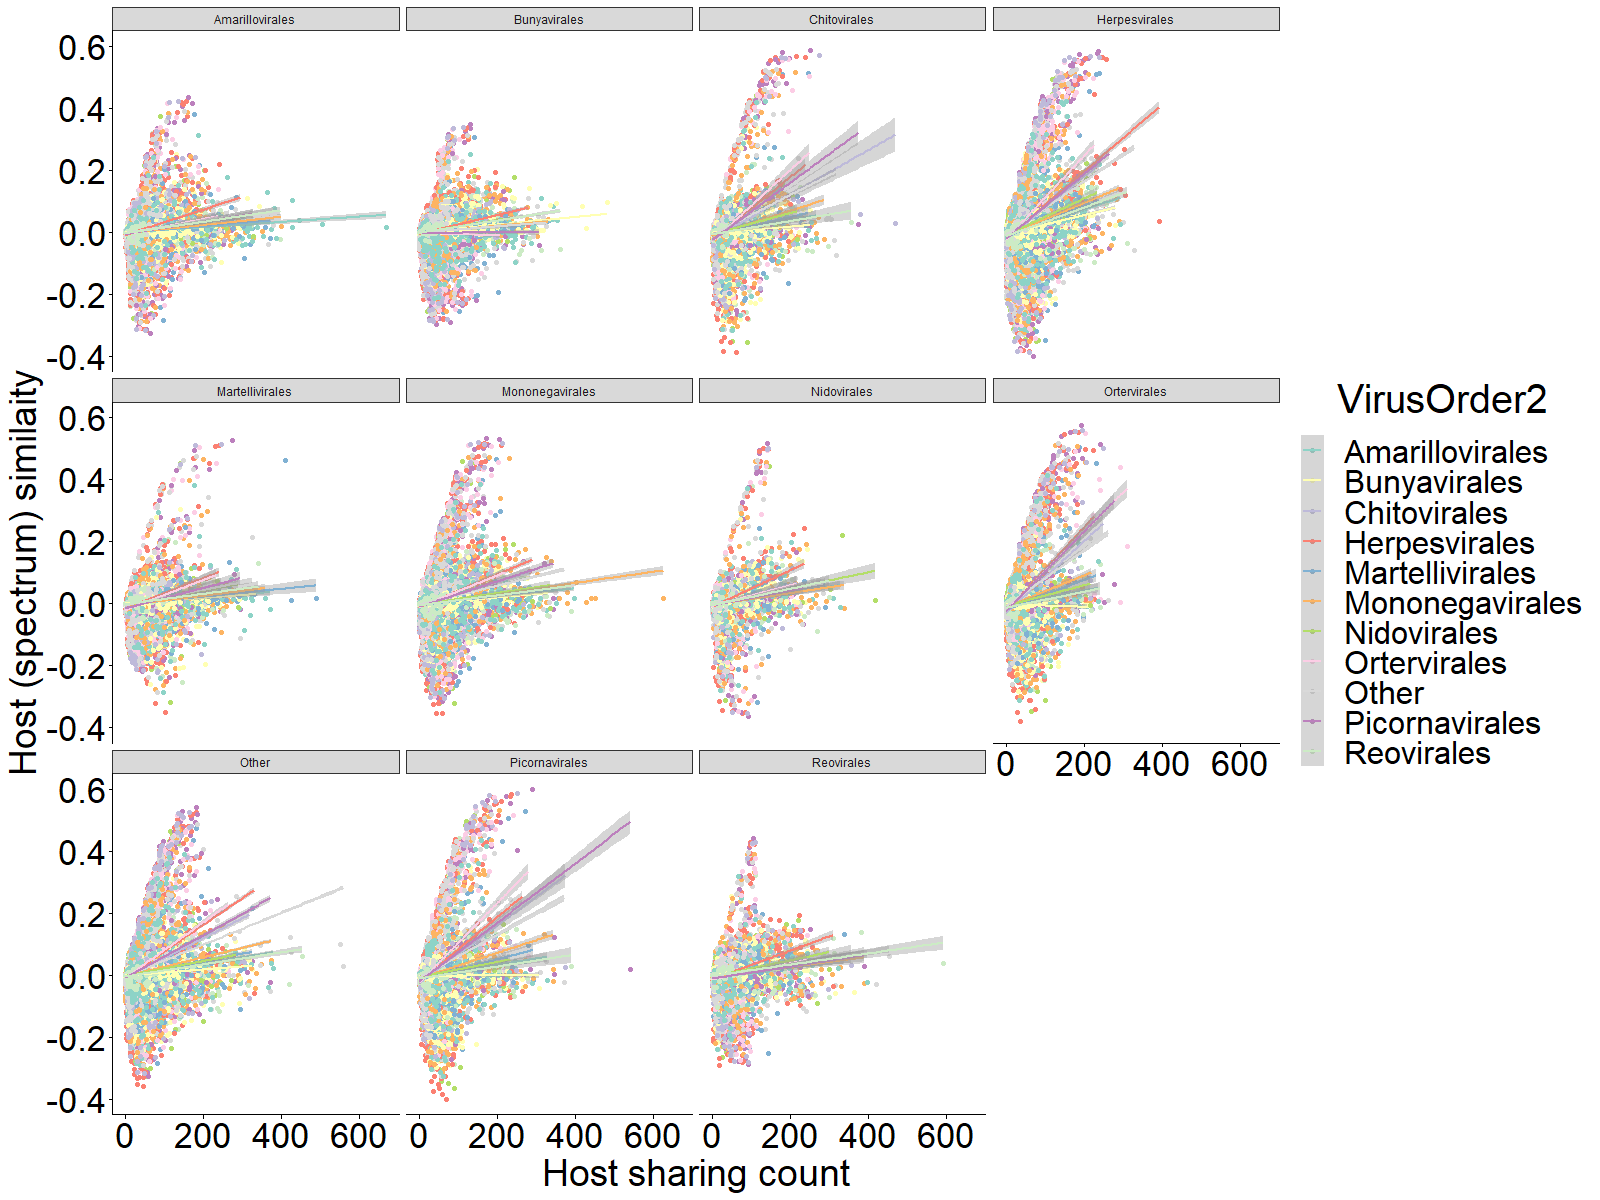 Amarillovirales Bunyavirales Chitovirales Herpesvirales
0.6
0.4
0.2
0.0
-0.2
-0.4
Martellivirales Mononegavirales Nidovirales Ortervirales
0.6
0.4
0.2
0.0
-0.2
-0.4
0 200 400 600
Other Picornavirales Reovirales
0.6
0.4
0.2
0.0
-0.2
-0.4
0 200 400 600 0 200 400 600 0 200 400 600
Host sharing count
Host (spectrum) similaity
VirusOrder2
Amarillovirales
Bunyavirales
Chitovirales
Herpesvirales
Martellivirales
Mononegavirales
Nidovirales
Ortervirales
Other
Picornavirales
Reovirales